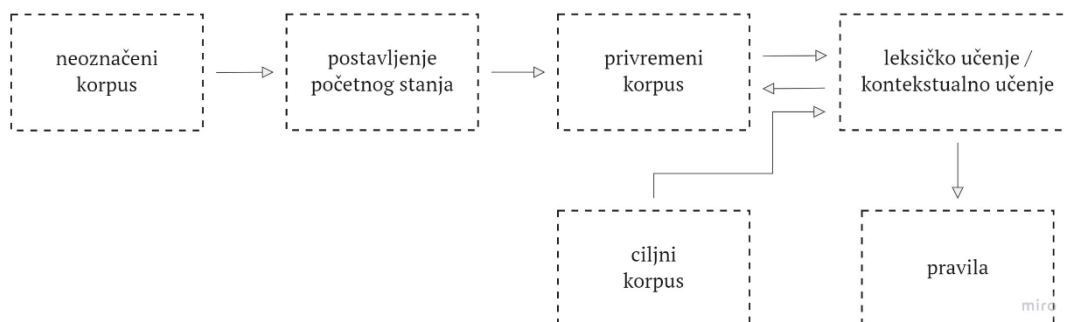 neoznačeni
korpus
postavljenje
početnog stanja
privremeni
korpus
leksičko učenje /
kontekstualno učenje
ciljni
korpus
pravila
miro